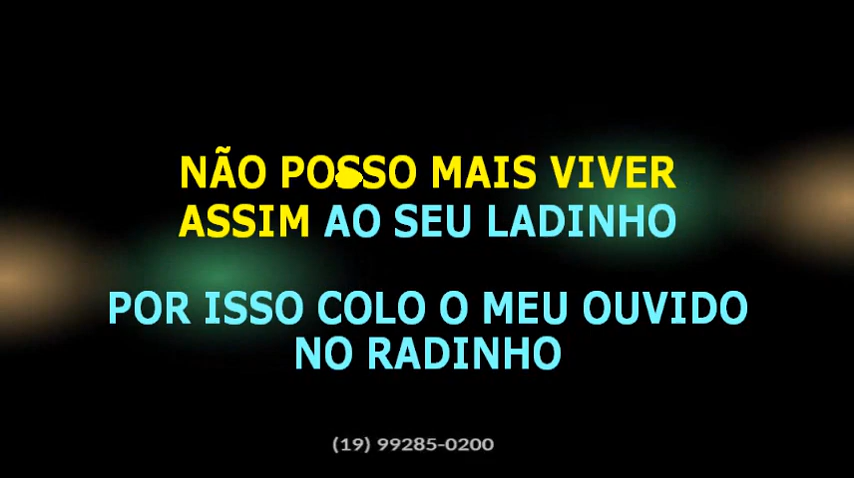 NÃO POSSO MAIS VIVER
ASSIM AO SEU LADINHO
POR ISSO COLO O MEU OUVIDO
NO RADINHO
(19) 99285-0200